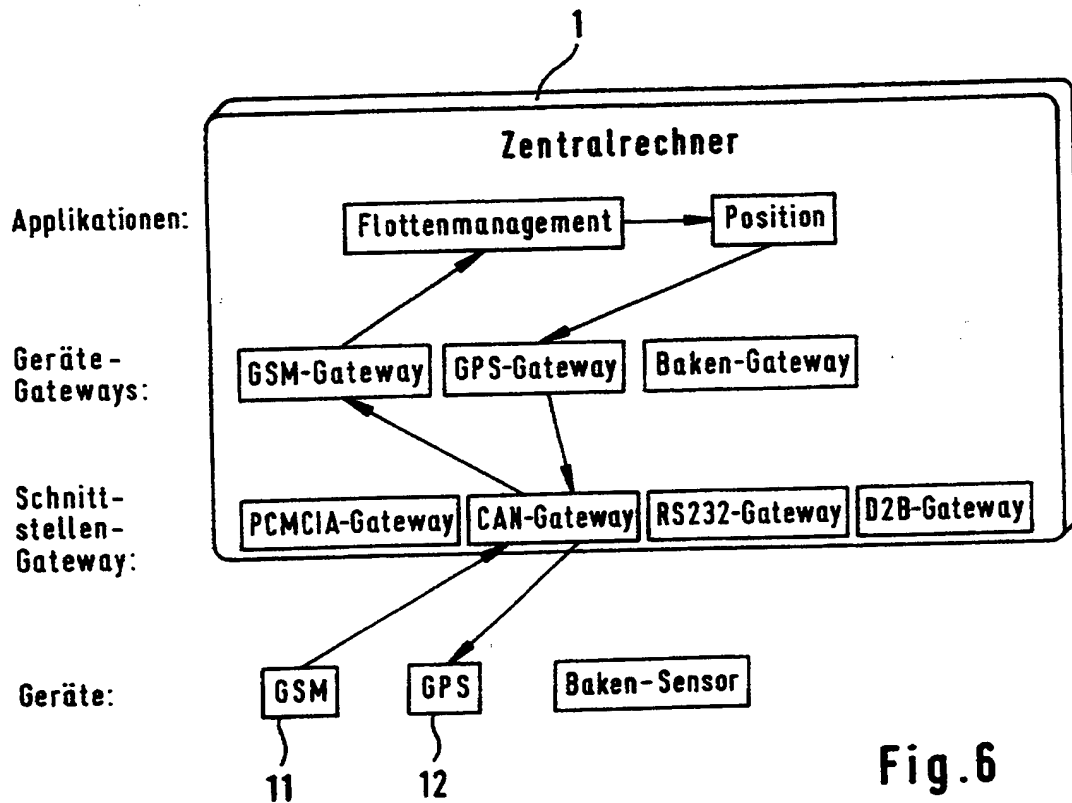 1
Zentralrechner
Applikationen:
Flottenmanagement
Position
Geräte-
Gateways:
GSM-Gateway
GPS-Gateway
Baken-Gateway
Schnitt-
stellen-
Gateway:
PCMCIA-Gateway
CAN-Gateway
RS232-Gateway
D2B-Gateway
Geräte:
GSM
GPS
Baken-Sensor
11
12
Fig.6